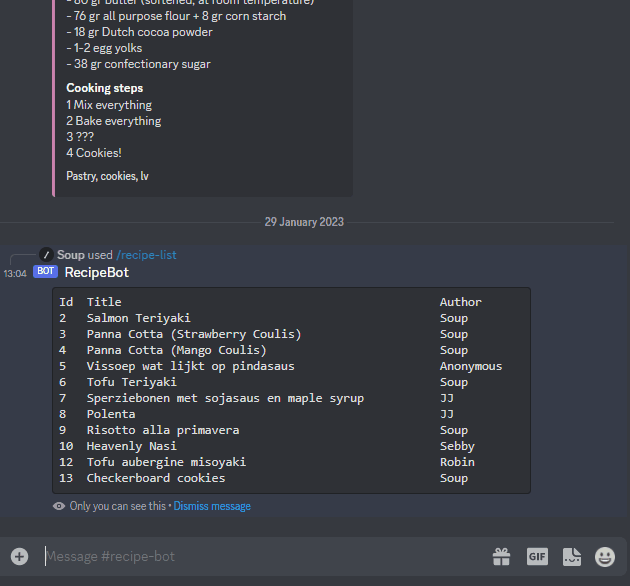 - 80 gr butter (softened, at room temperature)
- 76 gr all purpose flour + 8 gr corn starch
- 18 gr Dutch cocoa powder
- 1-2 egg yolks
- 38 gr confectionary sugar
Cooking steps
1 Mix everything
2 Bake everything
3 ???
4 Cookies!
Pastry, cookies, lv
29 January 2023
Soup used /recipe-list
13:04 BOT RecipeBot
Id Title Author
2 Salmon Teriyaki Soup
3 Panna Cotta (Strawberry Coulis) Soup
4 Panna Cotta (Mango Coulis) Soup
5 Vissoep wat lijkt op pindasaus Anonymous
6 Tofu Teriyaki Soup
7 Sperziebonen met sojasaus en maple syrup JJ
8 Polenta JJ
9 Risotto alla primavera Soup
10 Heavenly Nasi Sebby
12 Tofu aubergine misoyaki Robin
13 Checkerboard cookies Soup
Only you can see this • Dismiss message
Message #recipe-bot
GIF